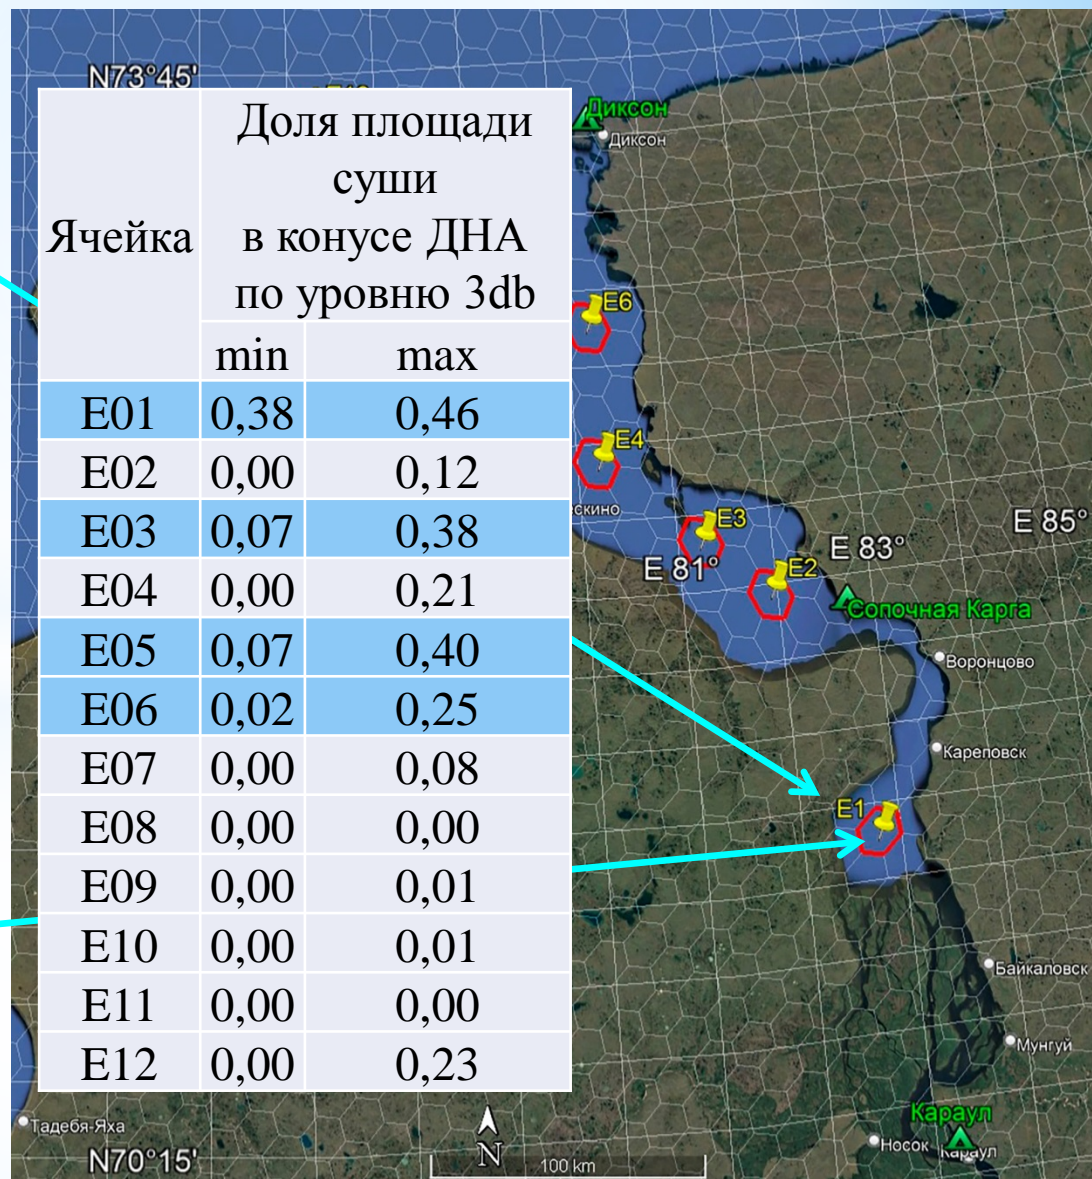 N73°45'
Ячейка
Доля площади
суши
в конусе ДНА
по уровню 3db
min max
E01 0,38 0,46
E02 0,00 0,12
E03 0,07 0,38
E04 0,00 0,21
E05 0,07 0,40
E06 0,02 0,25
E07 0,00 0,08
E08 0,00 0,00
E09 0,00 0,01
E10 0,00 0,01
E11 0,00 0,00
E12 0,00 0,23
Диксон
Диксон
E6
E4
E3
E 81°
E2
E 83°
E 85°
Сопочная Карга
Воронцово
Кареповск
E1
Байкаловск
Мунгуй
Караул
Носок
Караул
Тадебя-Яха
N70°15'
N
100 km